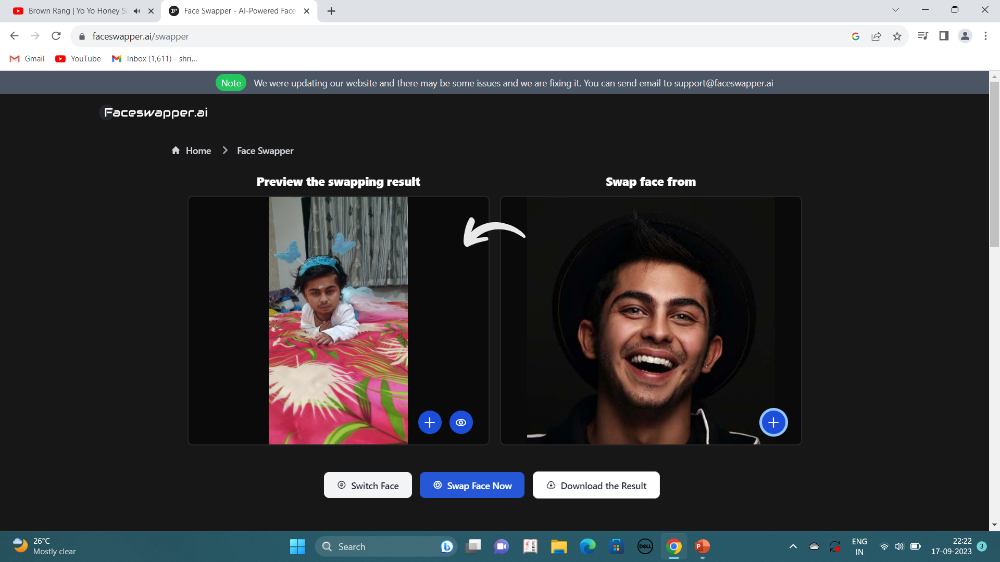 Brown Rang | Yo Yo Honey Si
Face Swapper - AI-Powered Face
faceswapper.ai/swapper
Gmail
YouTube
Inbox (1,611) - shri...
Note We were updating our website and there may be some issues and we are fixing it. You can send email to support@faceswapper.ai
Faceswapper.ai
Home > Face Swapper
Preview the swapping result
Swap face from
Switch Face
Swap Face Now
Download the Result
26°C
Mostly clear
Search
Tally
ERP9
DELL
P
ENG
IN
22:22
17-09-2023
3